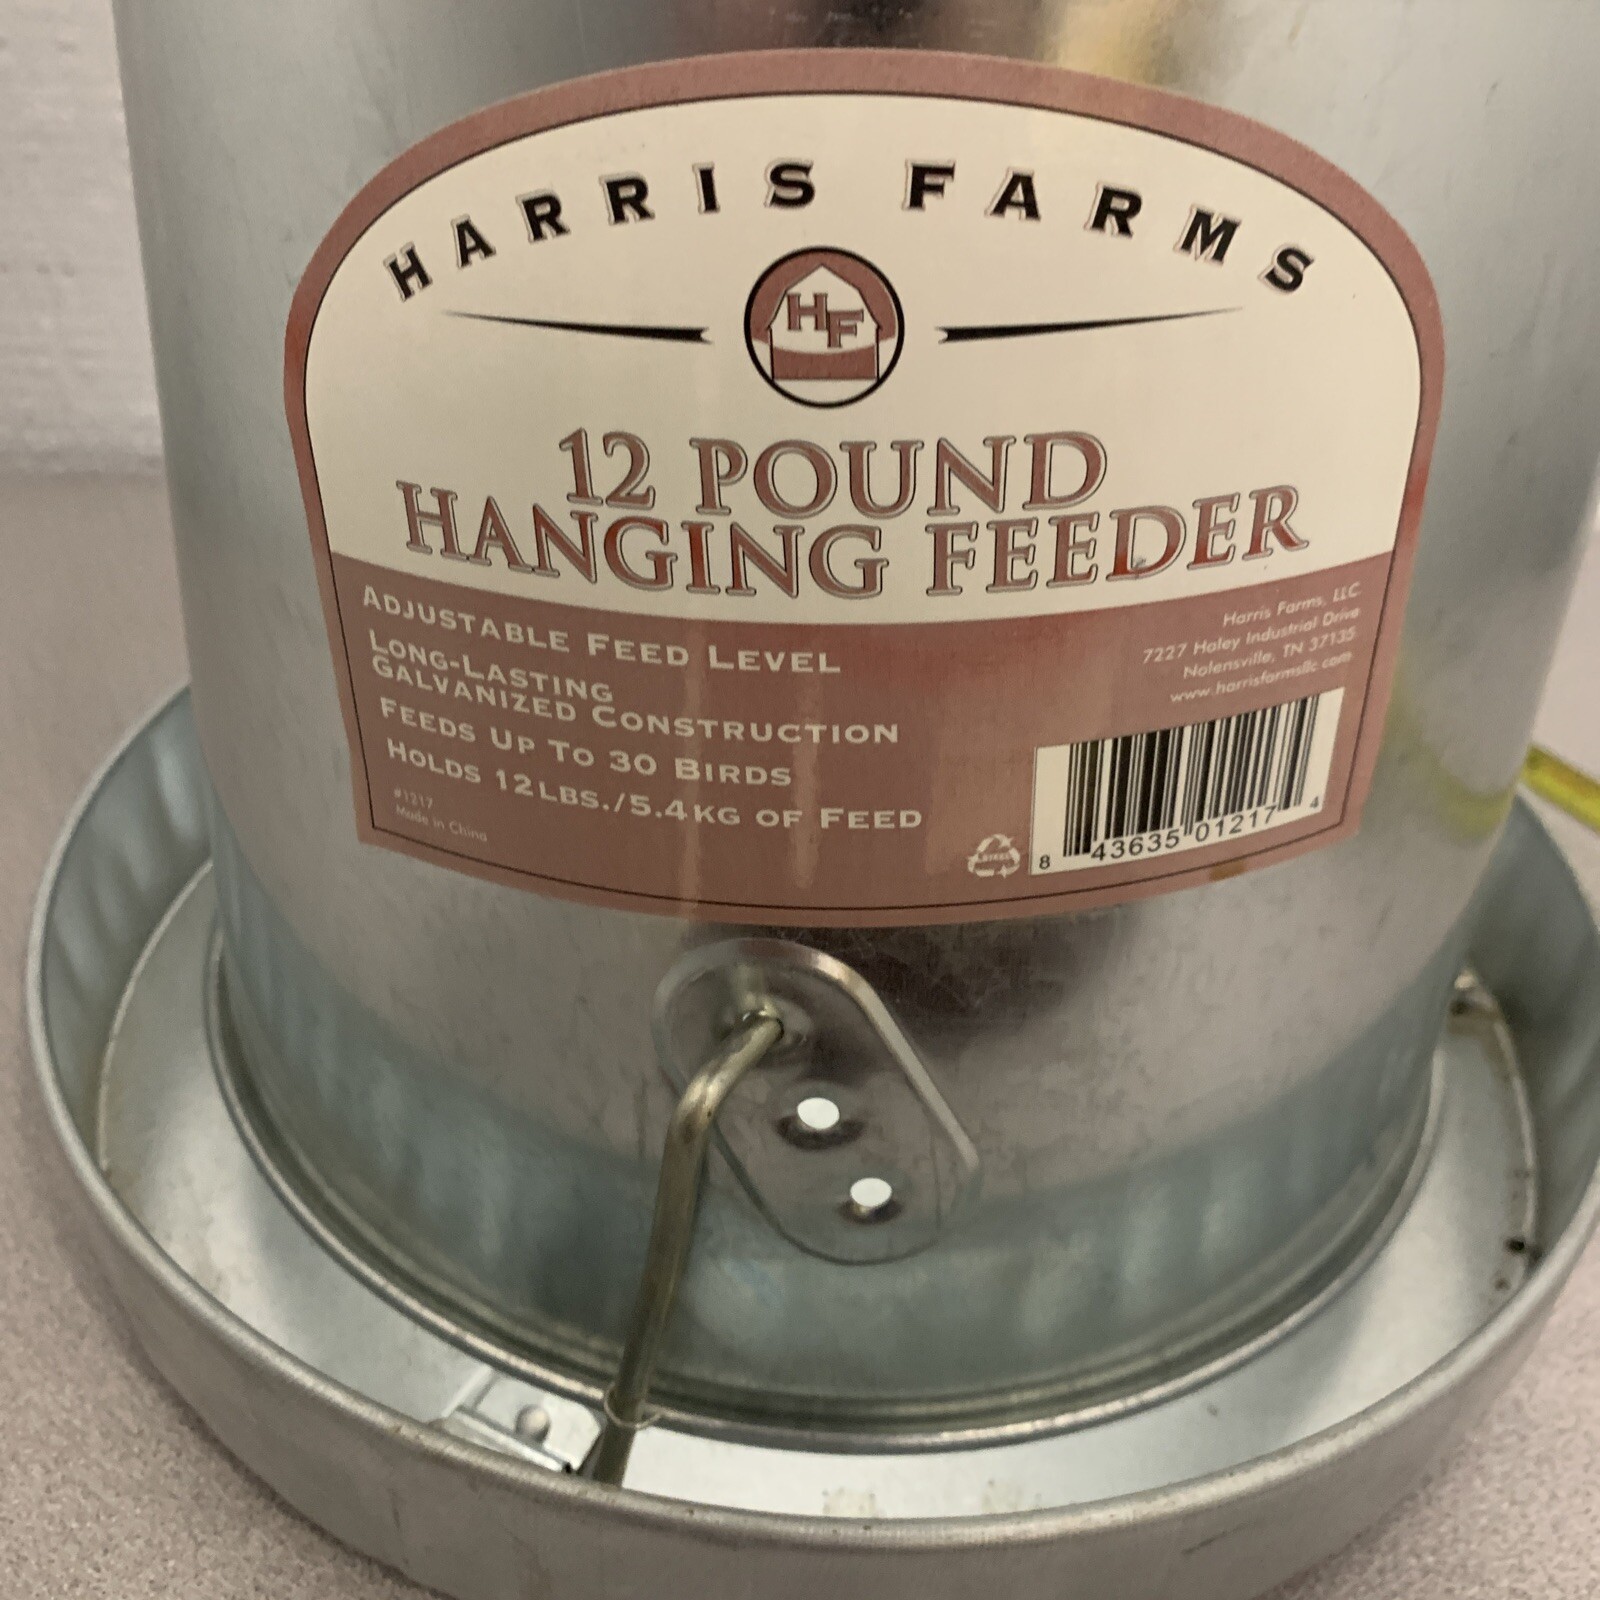 HARRIS FARMS
HF
12 POUND
HANGING FEEDER
ADJUSTABLE FEED LEVEL
LONG-LASTING
GALVANIZED CONSTRUCTION
FEEDS UP TO 30 BIRDS
HOLDS 12LBS./5.4KG OF FEED
#1217
Made in China
Harris Farms, LLC.
7227 Haley Industrial Drive
Nolensville, TN 37135
www.harrisfarmsllc.com
8 43635 01217 4